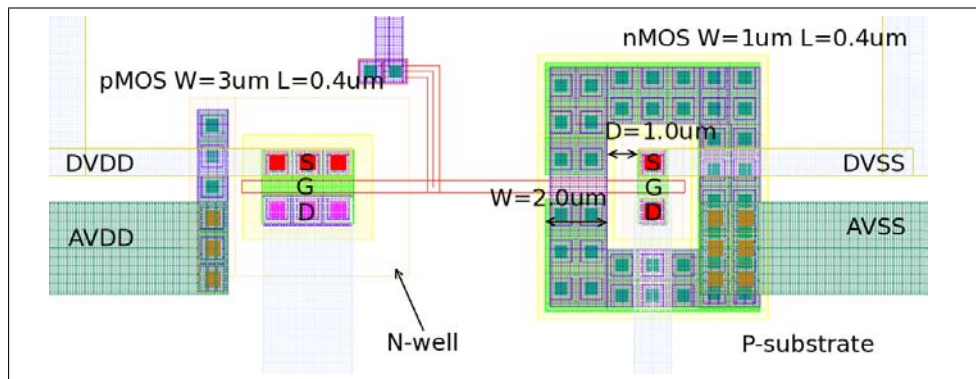 nMOS W=1um L=0.4um
pMOS W=3um L=0.4um
D=1.0um
DVDD
S
S
DVSS
G
G
W=2.0um
D
D
AVDD
AVSS
N-well
P-substrate